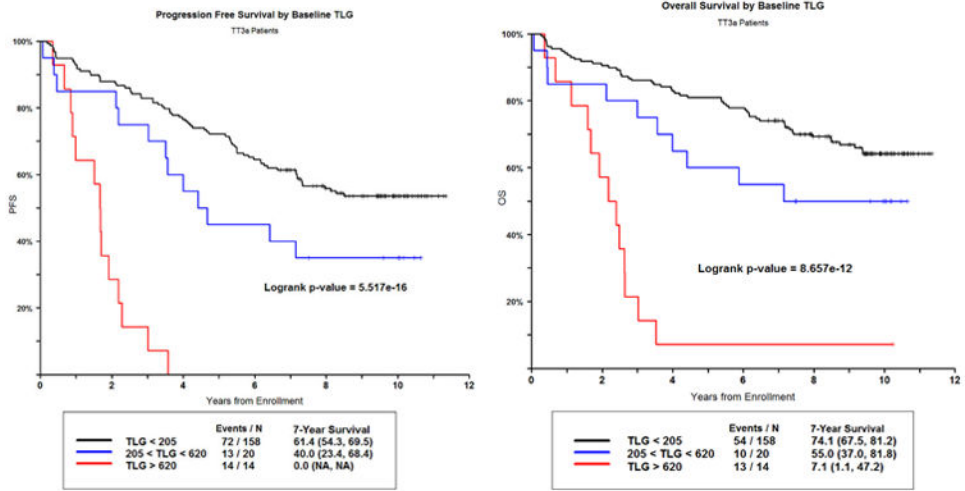 Progression Free Survival by Baseline TLG
TT3a Patients
100%
80%
60%
40%
20%
PFS
Logrank p-value = 5.517e-16
0 2 4 6 8 10 12
Years from Enrollment
Events / N 7-Year Survival
TLG < 205 72 / 158 61.4 (54.3, 69.5)
205 < TLG < 620 13 / 20 40.0 (23.4, 68.4)
TLG > 620 14 / 14 0.0 (NA, NA)
Overall Survival by Baseline TLG
TT3a Patients
100%
80%
60%
40%
20%
OS
Logrank p-value = 8.657e-12
0 2 4 6 8 10 12
Years from Enrollment
Events / N 7-Year Survival
TLG < 205 54 / 158 74.1 (67.5, 81.2)
205 < TLG < 620 10 / 20 55.0 (37.0, 81.8)
TLG > 620 13 / 14 7.1 (1.1, 47.2)